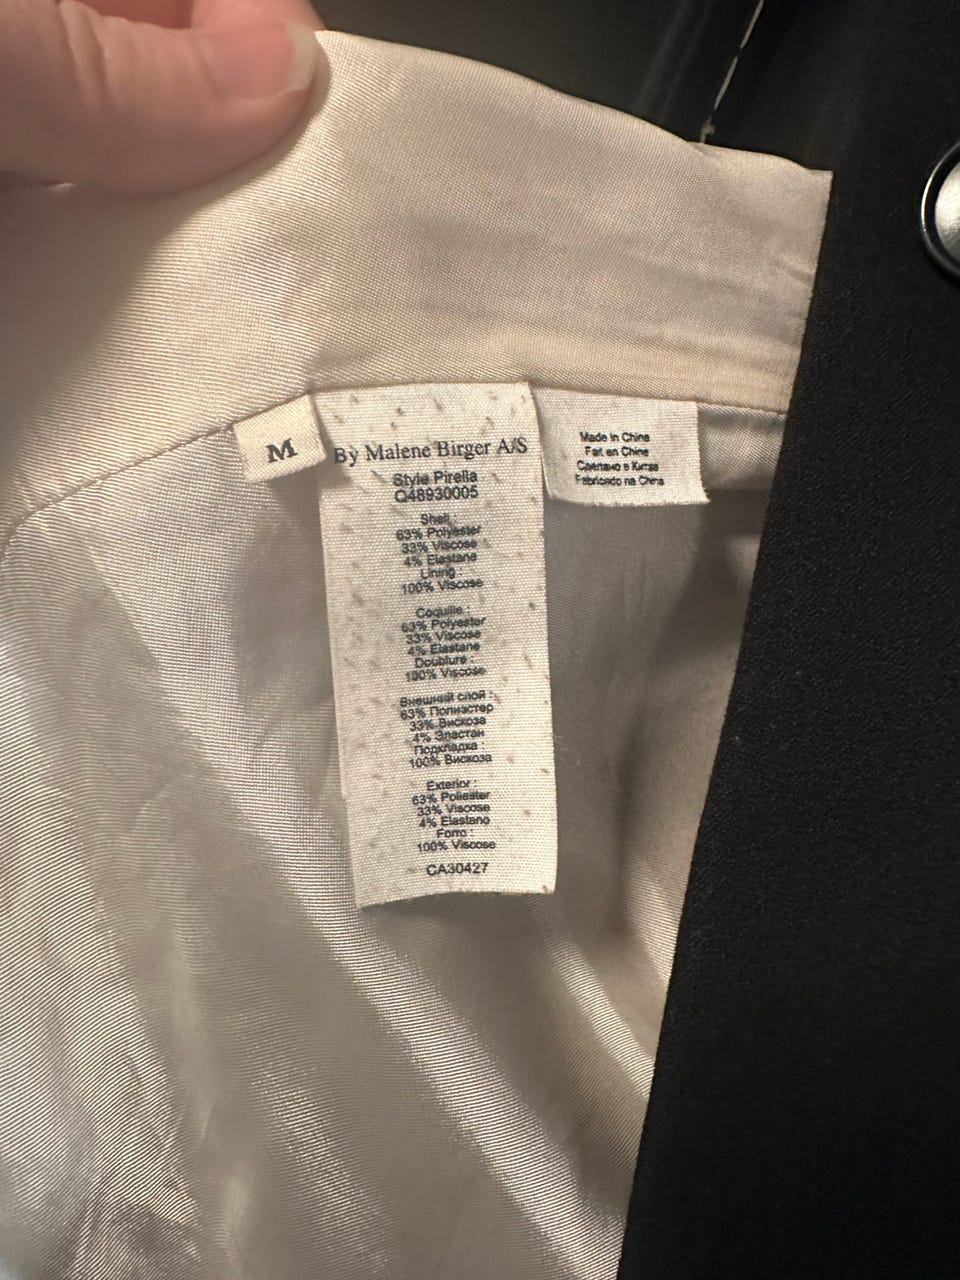 M
By Malene Birger A/S
Style Pirella
Q48930005
Shell :
63% Polyester
33% Viscose
4% Elastane
Lining :
100% Viscose
Coquille :
63% Polyester
33% Viscose
4% Elastane
Doublure :
100% Viscose
Внешний слой :
63% Полиэстер
33% Вискоза
4% Эластан
Подкладка :
100% Вискоза
Exterior :
63% Poliester
33% Viscose
4% Elastano
Forro :
100% Viscose
CA30427
Made in China
Fait en Chine
Сделано в Китае
Fabricado na China